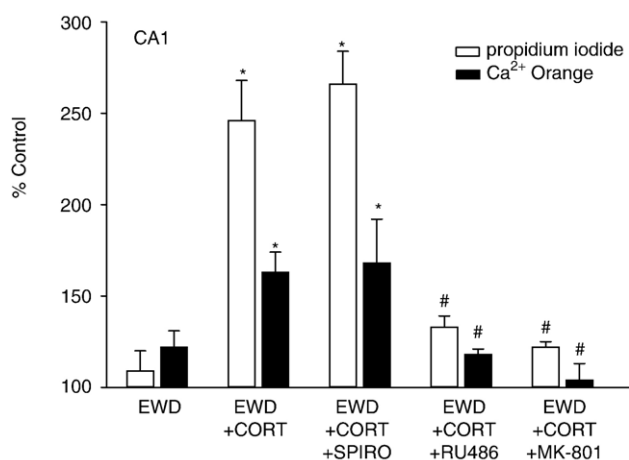 300
CA1
propidium iodide
Ca2+ Orange
250
% Control
200
150
100
*
*
*
*
#
#
#
#
EWD
EWD
+CORT
EWD
+CORT
+SPIRO
EWD
+CORT
+RU486
EWD
+CORT
+MK-801